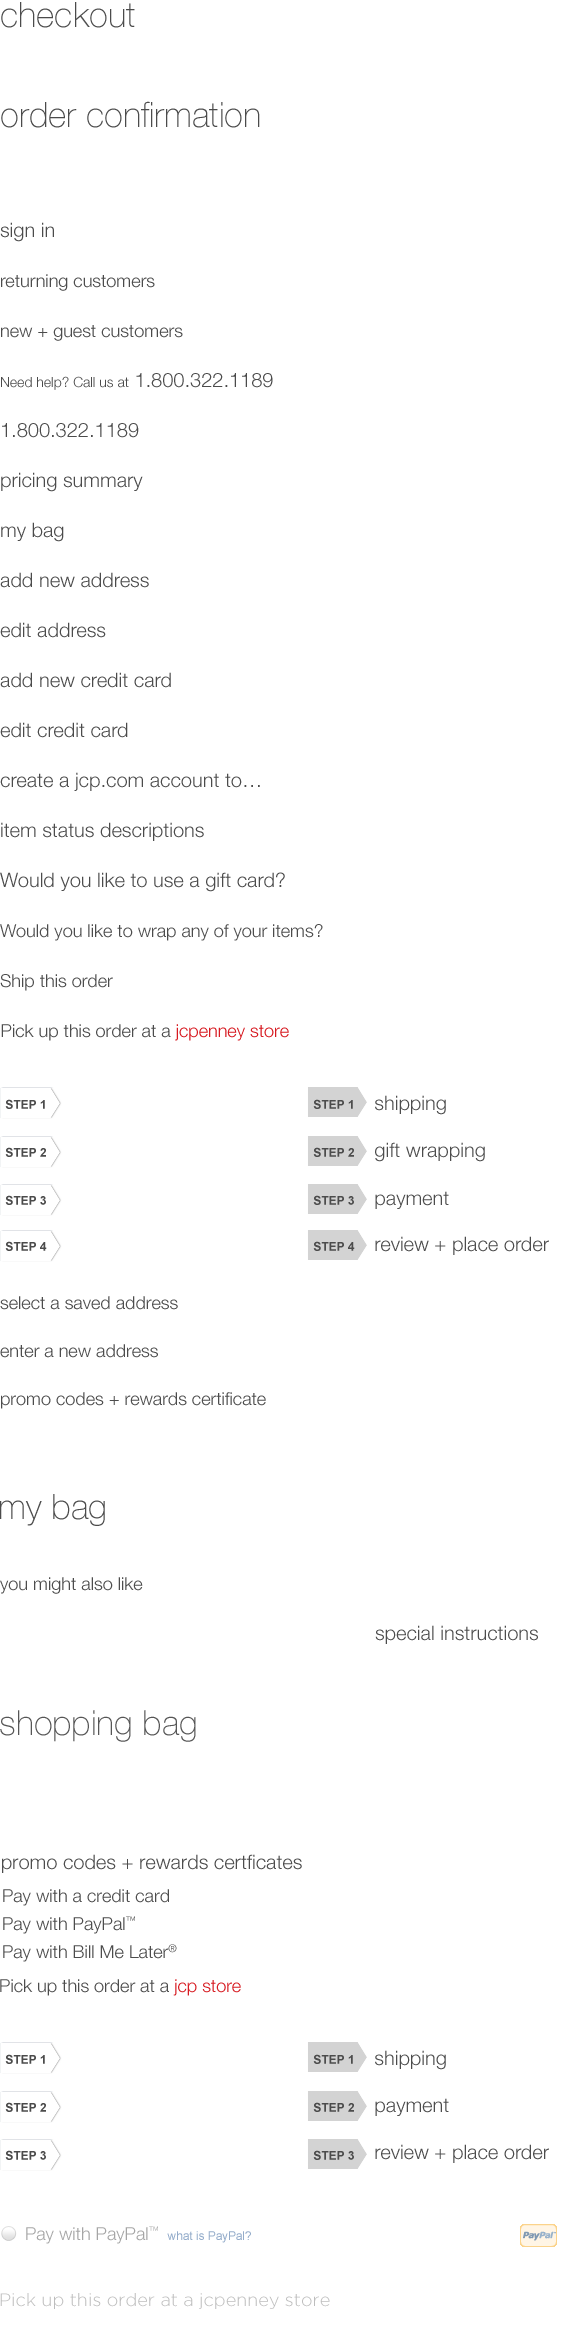 checkout
order confirmation
sign in
returning customers
new + guest customers
Need help? Call us at 1.800.322.1189
1.800.322.1189
pricing summary
my bag
add new address
edit address
add new credit card
edit credit card
create a jcp.com account to…
item status descriptions
Would you like to use a gift card?
Would you like to wrap any of your items?
Ship this order
Pick up this order at a jcpenney store
STEP 1 STEP 1 shipping
STEP 2 STEP 2 gift wrapping
STEP 3 STEP 3 payment
STEP 4 STEP 4 review + place order
select a saved address
enter a new address
promo codes + rewards certificate
my bag
you might also like
special instructions
shopping bag
promo codes + rewards certficates
Pay with a credit card
Pay with PayPal™
Pay with Bill Me Later®
Pick up this order at a jcp store
STEP 1 STEP 1 shipping
STEP 2 STEP 2 payment
STEP 3 STEP 3 review + place order
Pay with PayPal™ what is PayPal? PayPal
Pick up this order at a jcpenney store